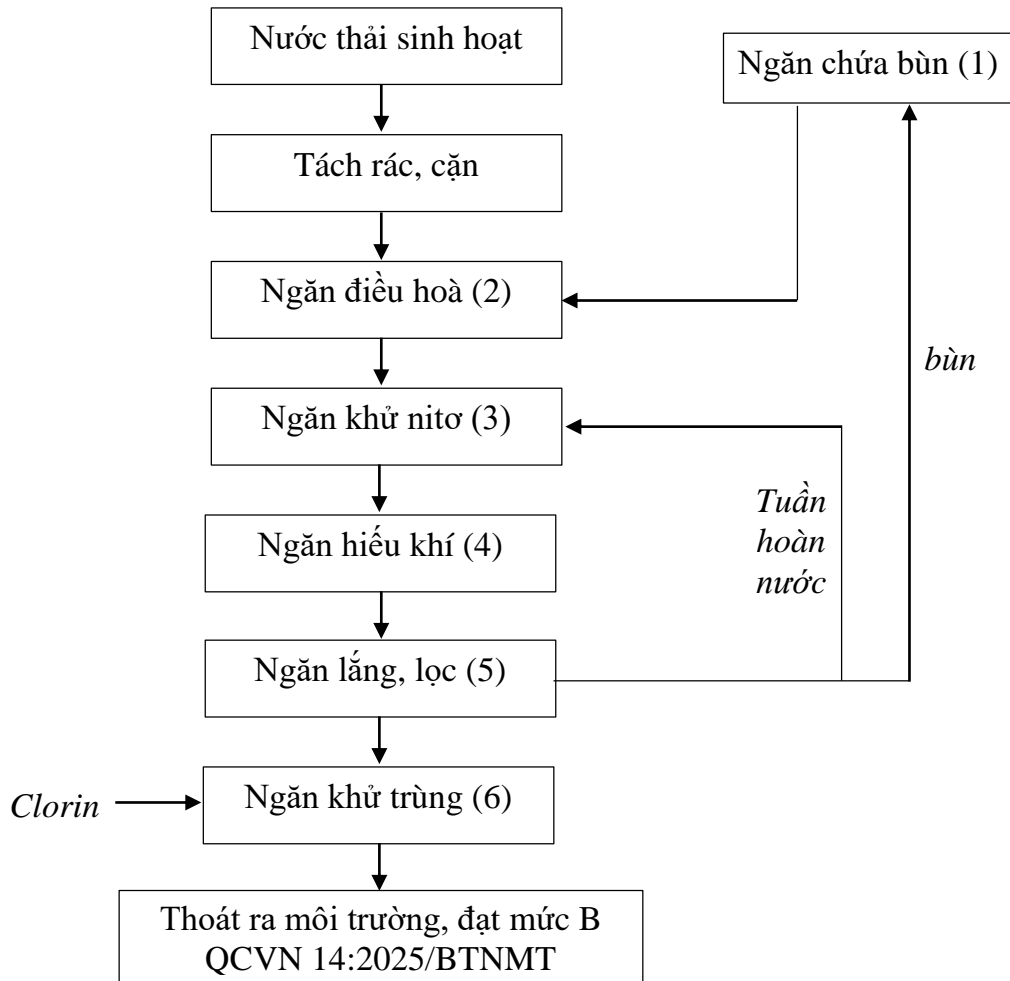 Nước thải sinh hoạt
Ngăn chứa bùn (1)
Tách rác, cặn
Ngăn điều hoà (2)
bùn
Ngăn khử nitơ (3)
Tuần
hoàn
nước
Ngăn hiếu khí (4)
Ngăn lắng, lọc (5)
Clorin
Ngăn khử trùng (6)
Thoát ra môi trường, đạt mức B
QCVN 14:2025/BTNMT